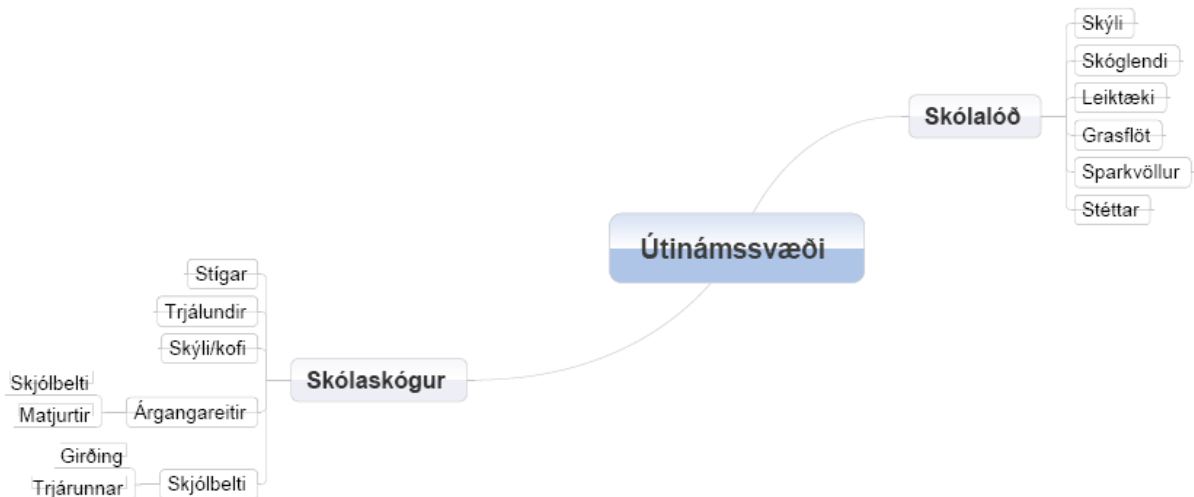 Útinámssvæði
Skólalóð
Skýli
Skóglendi
Leiktæki
Grasflöt
Sparkvöllur
Stéttar
Skólaskógur
Stígar
Trjálundir
Skýli/kofi
Árgangareitir
Skjólbelti
Matjurtir
Skjólbelti
Girðing
Trjárunnar